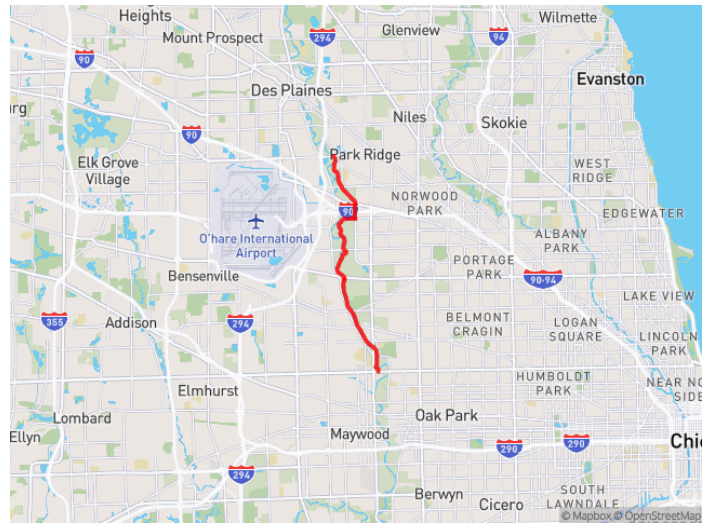 Arlington
Heights
Mount Prospect
294
Glenview
94
Wilmette
90
Des Plaines
Evanston
Niles
Skokie
90
Park Ridge
Elk Grove
Village
WEST
RIDGE
NORWOOD
PARK
90
EDGEWATER
O'hare International
Airport
ALBANY
PARK
Bensenville
PORTAGE
PARK
90-94
LAKE VIEW
355
Addison
294
BELMONT
CRAGIN
LOGAN
SQUARE
LINCOLN
PARK
HUMBOLDT
PARK
NEAR NO
SIDE
Elmhurst
Lombard
Oak Park
Ellyn
Maywood
290
290
Chic
294
Berwyn
Cicero
SOUTH
LAWNDALE
© Mapbox © OpenStreetMap